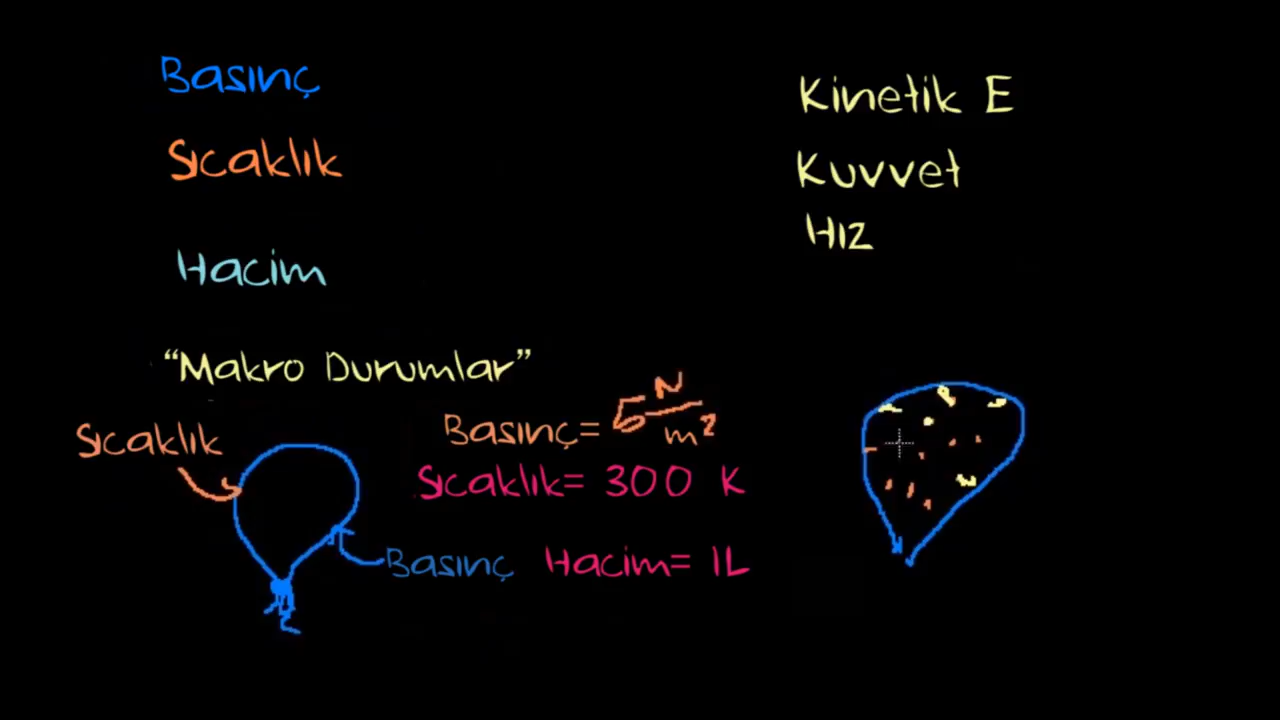 Basınç
Sıcaklık
Hacim
"Makro Durumlar"
Kinetik E
Kuvvet
Hız
Sıcaklık
Basınç
Basınç= 5 N/m²
Sıcaklık= 300 K
Hacim= 1L